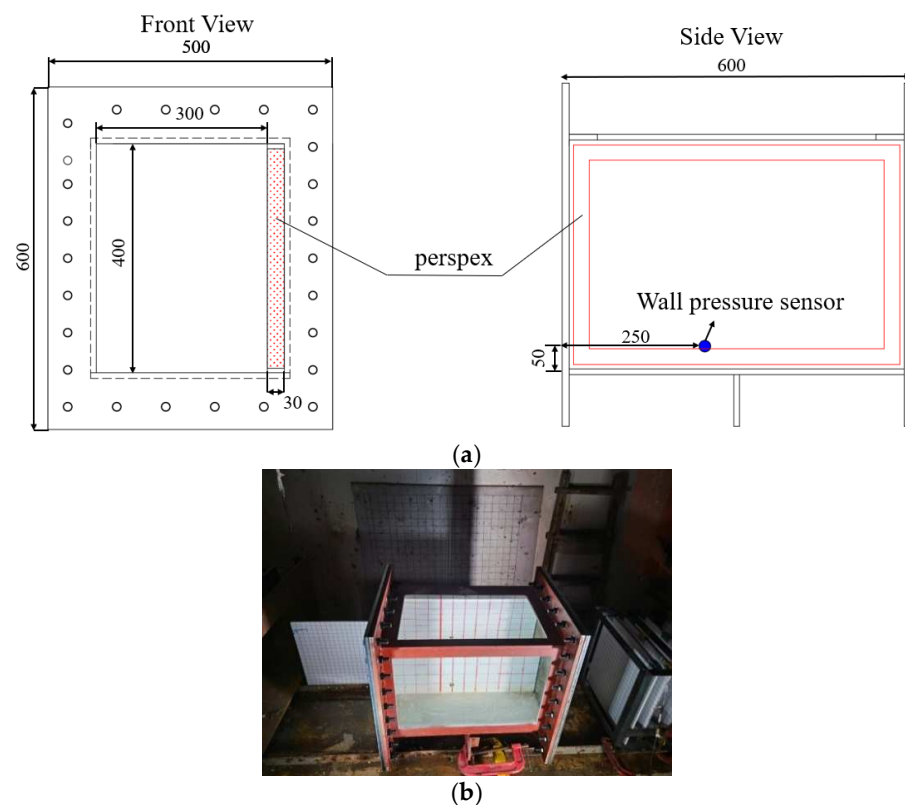 Front View
500
Side View
600
300
600
400
perspex
Wall pressure sensor
250
50
30
(a)
(b)